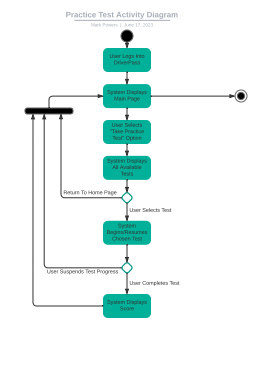 Practice Test Activity Diagram
Mark Powers | June 17, 2023
User Logs Into
DriverPass
System Displays
Main Page
User Selects
"Take Practice
Test" Option
System Displays
All Available
Tests
Return To Home Page
User Selects Test
System
Begins/Resumes
Chosen Test
User Suspends Test Progress
User Completes Test
System Displays
Score